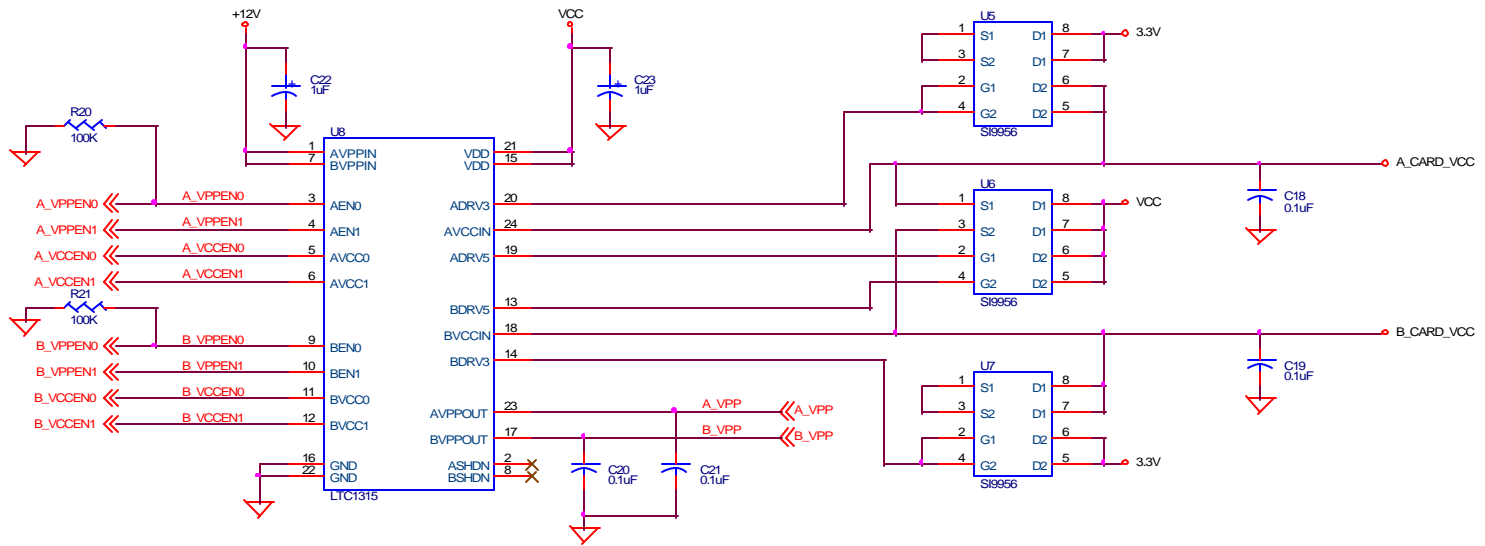 +12V
VCC
C22
1uF
C23
1uF
R20
100K
U8
1 AVPPIN VDD 21
7 BVPPIN VDD 15
A_VPPEN0 A_VPPEN0 3 AEN0 ADRV3 20
A_VPPEN1 A_VPPEN1 4 AEN1 AVCCIN 24
A_VCCEN0 A_VCCEN0 5 AVCC0 ADRV5 19
A_VCCEN1 A_VCCEN1 6 AVCC1
R21
100K
BDRV5 13
BVCCIN 18
B_VPPEN0 B_VPPEN0 9 BEN0
BDRV3 14
B_VPPEN1 B_VPPEN1 10 BEN1
B_VCCEN0 B_VCCEN0 11 BVCC0
B_VCCEN1 B_VCCEN1 12 BVCC1
AVPPOUT 23 A_VPP A_VPP
BVPPOUT 17 B_VPP B_VPP
16 GND ASHDN 2
22 GND BSHDN 8
LTC1315
C20
0.1uF
C21
0.1uF
U5
1 S1 D1 8 3.3V
3 S2 D1 7
2 G1 D2 6
4 G2 D2 5
SI9956
A_CARD_VCC
C18
0.1uF
U6
1 S1 D1 8 VCC
3 S2 D1 7
2 G1 D2 6
4 G2 D2 5
SI9956
B_CARD_VCC
C19
0.1uF
U7
1 S1 D1 8
3 S2 D1 7
2 G1 D2 6
4 G2 D2 5 3.3V
SI9956